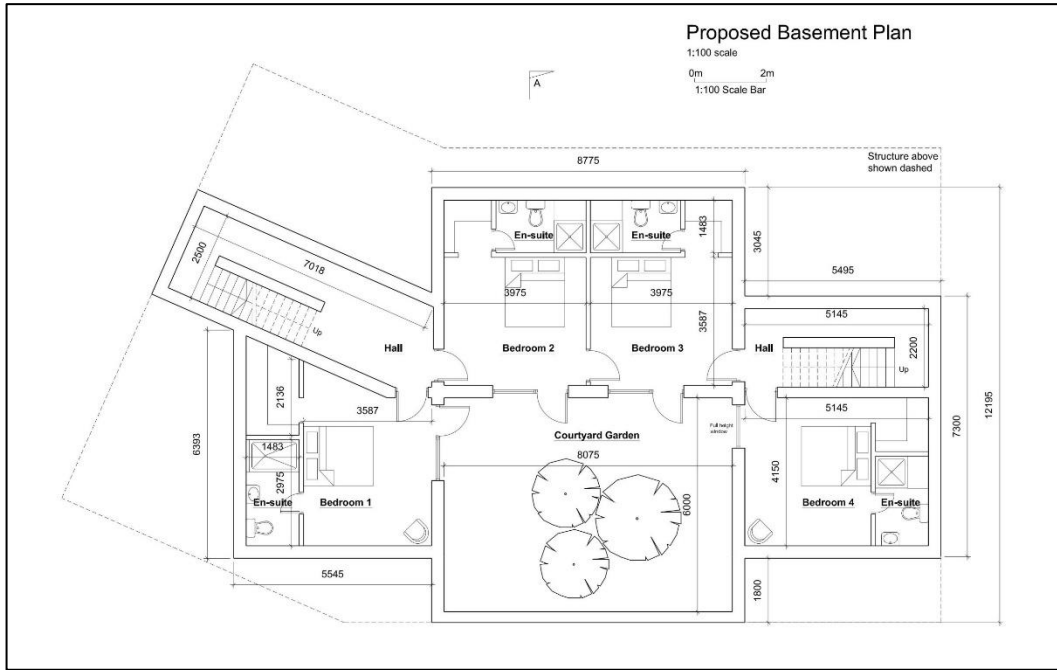 Proposed Basement Plan
1:100 scale
0m 2m
1:100 Scale Bar
A
Structure above
shown dashed
8775
En-suite
En-suite
1483
3045
5495
2500
7018
3975
3975
3587
5145
2200
Up
Up
Hall
Bedroom 2
Bedroom 3
Hall
2136
3587
5145
6393
12195
7300
Courtyard Garden
Full height
window
1483
8075
4150
2975
6000
En-suite
Bedroom 1
Bedroom 4
En-suite
5545
1800